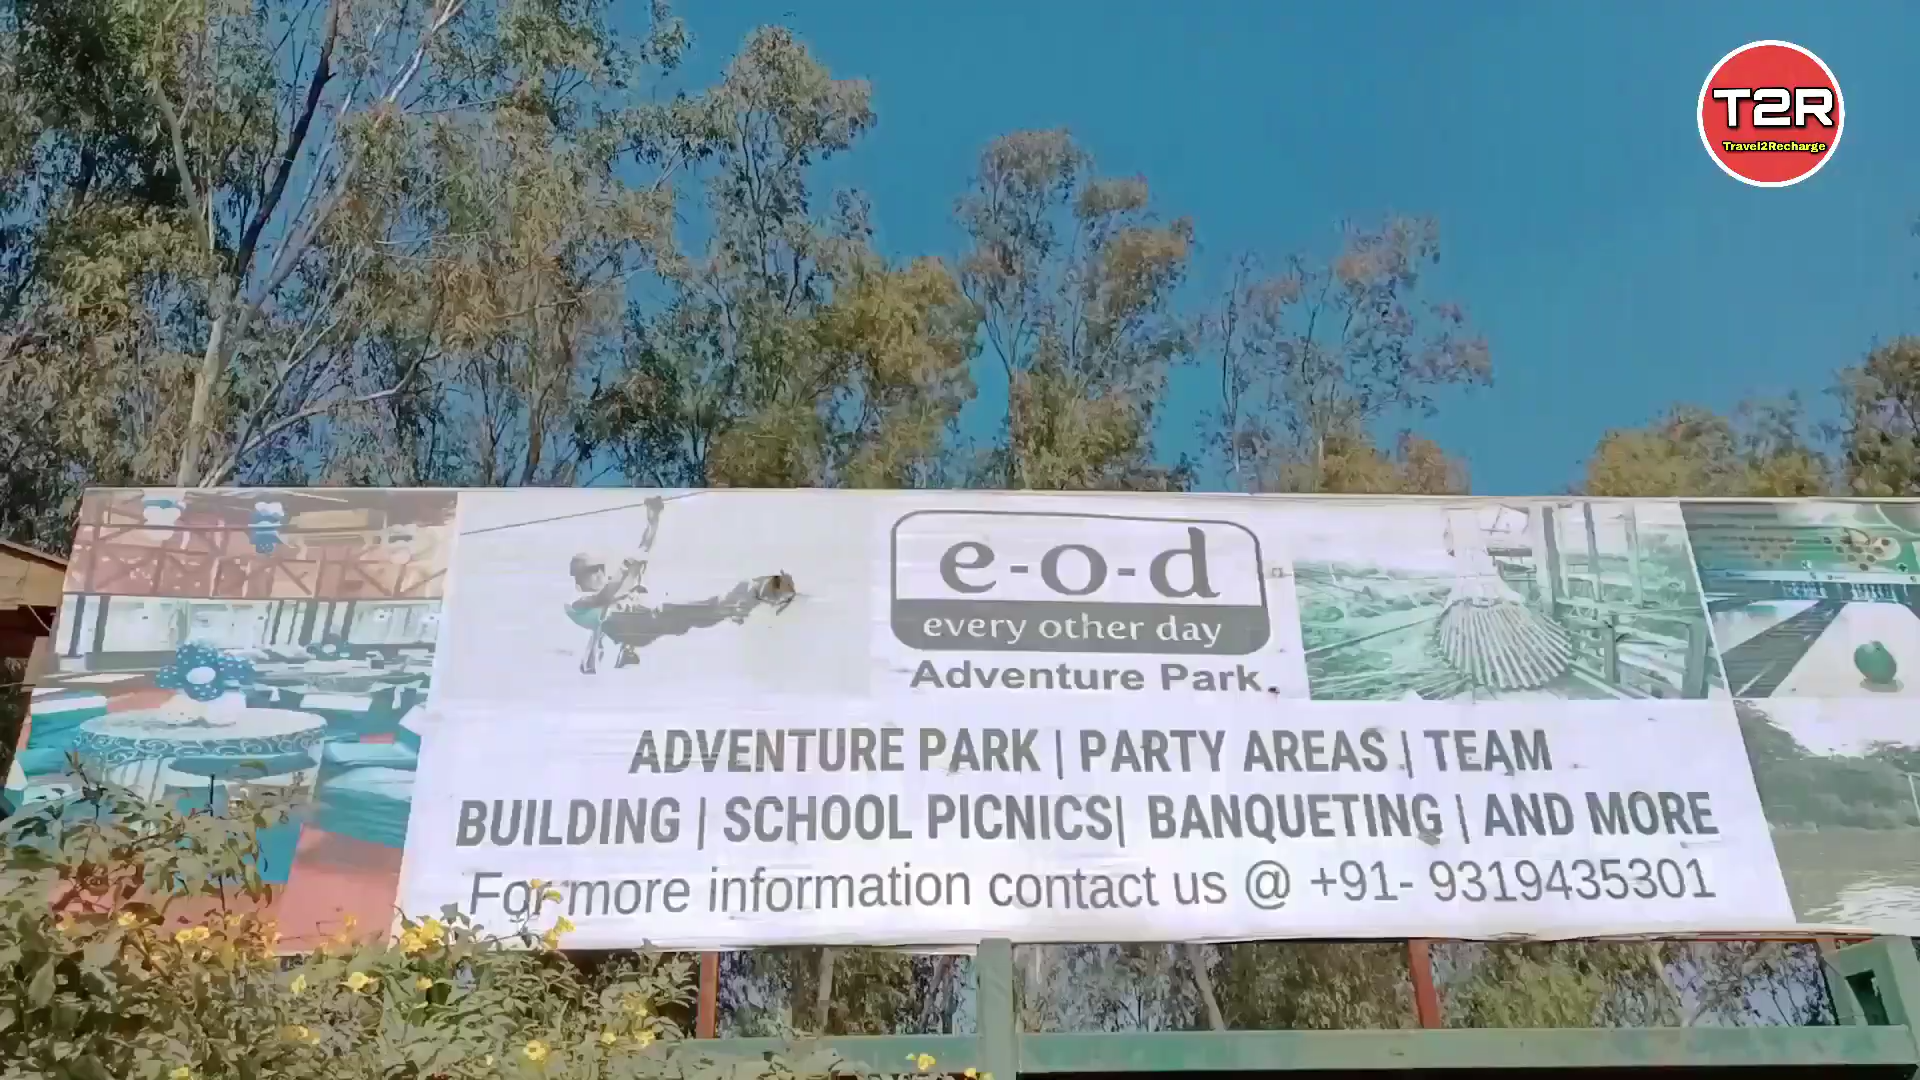 T2R
Travel2Recharge
e-o-d
every other day
Adventure Park
ADVENTURE PARK | PARTY AREAS | TEAM
BUILDING | SCHOOL PICNICS| BANQUETING | AND MORE
For more information contact us @ +91- 9319435301